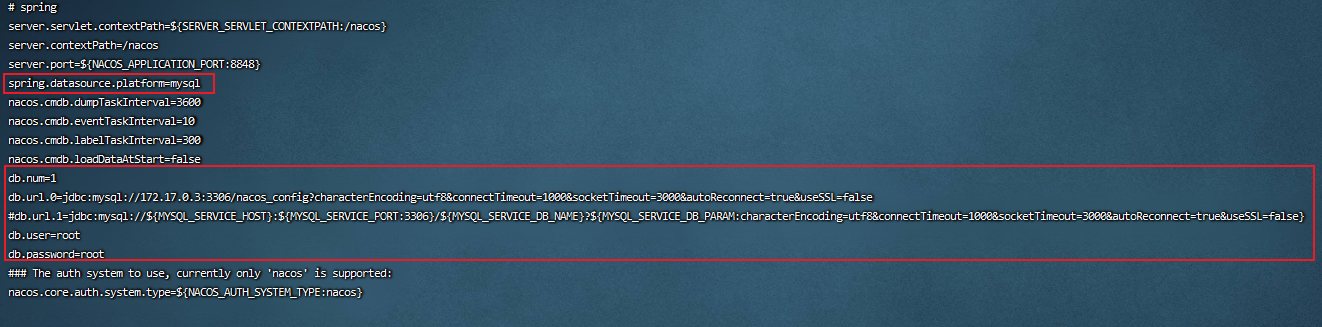 # spring
server.servlet.contextPath=${SERVER_SERVLET_CONTEXTPATH:/nacos}
server.contextPath=/nacos
server.port=${NACOS_APPLICATION_PORT:8848}
spring.datasource.platform=mysql
nacos.cmdb.dumpTaskInterval=3600
nacos.cmdb.eventTaskInterval=10
nacos.cmdb.labelTaskInterval=300
nacos.cmdb.loadDataAtStart=false
db.num=1
db.url.0=jdbc:mysql://172.17.0.3:3306/nacos_config?characterEncoding=utf8&connectTimeout=1000&socketTimeout=3000&autoReconnect=true&useSSL=false
#db.url.1=jdbc:mysql://${MYSQL_SERVICE_HOST}:${MYSQL_SERVICE_PORT:3306}/${MYSQL_SERVICE_DB_NAME}?${MYSQL_SERVICE_DB_PARAM:characterEncoding=utf8&connectTimeout=1000&socketTimeout=3000&autoReconnect=true&useSSL=false}
db.user=root
db.password=root
### The auth system to use, currently only 'nacos' is supported:
nacos.core.auth.system.type=${NACOS_AUTH_SYSTEM_TYPE:nacos}